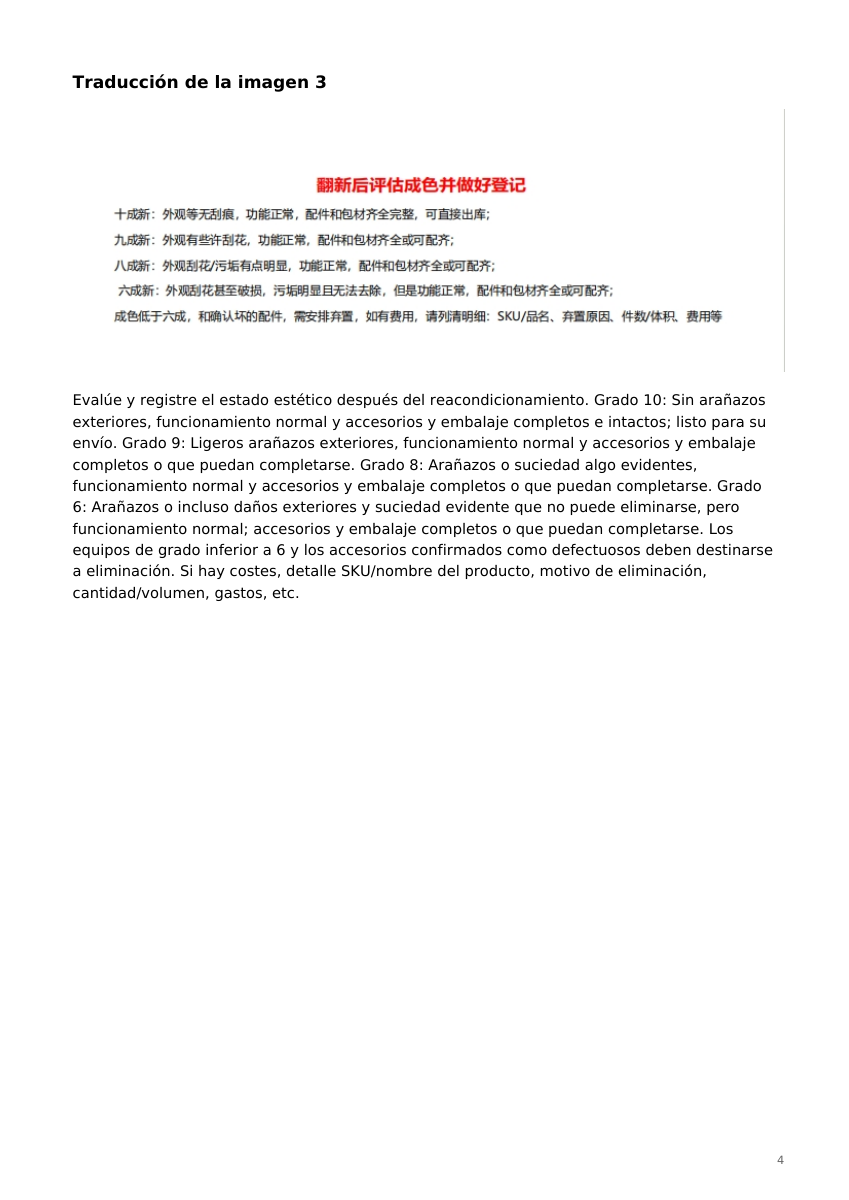 Traducción de la imagen 3
翻新后评估成色并做好登记
十成新：外观等无刮痕，功能正常，配件和包材齐全完整，可直接出库；
九成新：外观有些许刮花，功能正常，配件和包材齐全或可配齐；
八成新：外观刮花/污垢有点明显，功能正常，配件和包材齐全或可配齐；
六成新：外观刮花甚至破损，污垢明显且无法去除，但是功能正常，配件和包材齐全或可配齐；
成色低于六成，和确认坏的配件，需安排弃置，如有费用，请列清明细：SKU/品名、弃置原因、件数/体积、费用等
Evalúe y registre el estado estético después del reacondicionamiento. Grado 10: Sin arañazos
exteriores, funcionamiento normal y accesorios y embalaje completos e intactos; listo para su
envío. Grado 9: Ligeros arañazos exteriores, funcionamiento normal y accesorios y embalaje
completos o que puedan completarse. Grado 8: Arañazos o suciedad algo evidentes,
funcionamiento normal y accesorios y embalaje completos o que puedan completarse. Grado
6: Arañazos o incluso daños exteriores y suciedad evidente que no puede eliminarse, pero
funcionamiento normal; accesorios y embalaje completos o que puedan completarse. Los
equipos de grado inferior a 6 y los accesorios confirmados como defectuosos deben destinarse
a eliminación. Si hay costes, detalle SKU/nombre del producto, motivo de eliminación,
cantidad/volumen, gastos, etc.
4